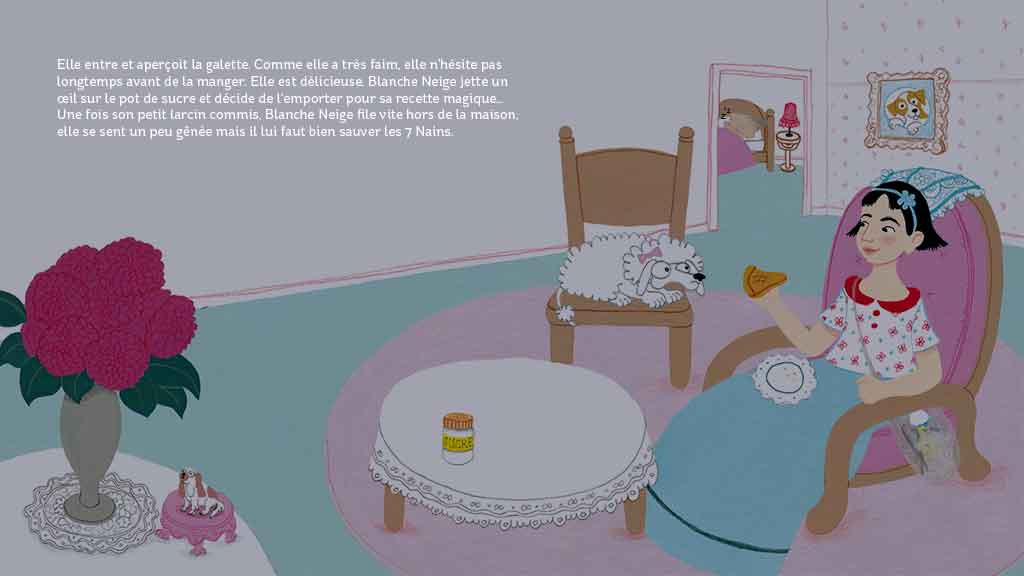 Elle entre et aperçoit la galette. Comme elle a très faim, elle n'hésite pas
longtemps avant de la manger. Elle est délicieuse. Blanche Neige jette un
œil sur le pot de sucre et décide de l'emporter pour sa recette magique...
Une fois son petit larcin commis, Blanche Neige file vite hors de la maison,
elle se sent un peu gênée mais il lui faut bien sauver les 7 Nains.
SUCRE